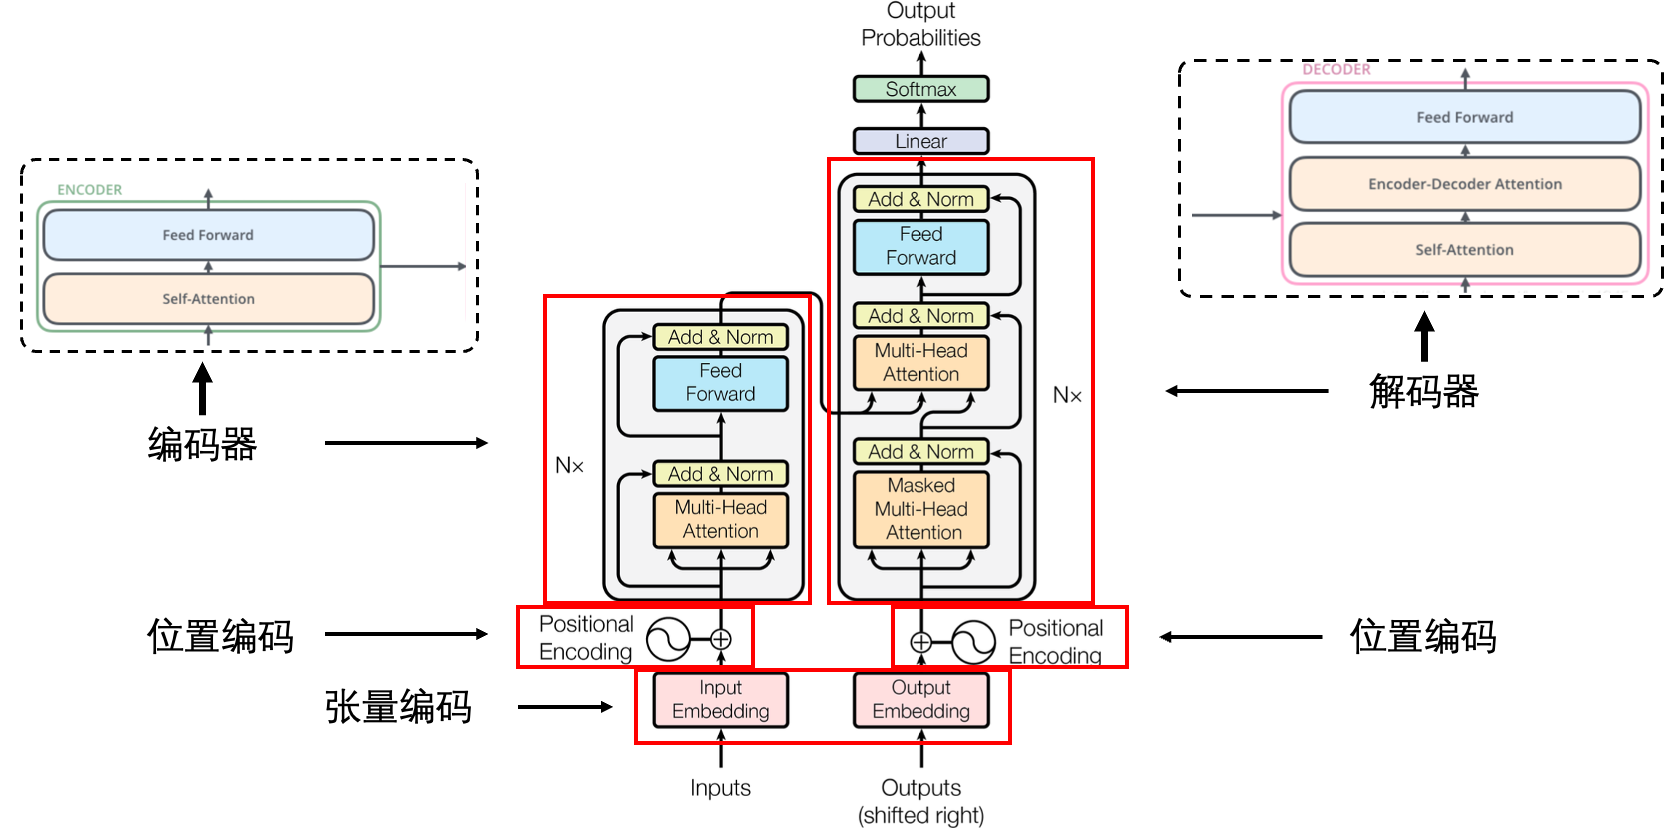 Output
Probabilities
Softmax
Linear
Add & Norm
Feed
Forward
Add & Norm
Multi-Head
Attention
Add & Norm
Masked
Multi-Head
Attention
N×
Add & Norm
Feed
Forward
Add & Norm
Multi-Head
Attention
N×
Positional
Encoding
Positional
Encoding
Input
Embedding
Output
Embedding
Inputs
Outputs
(shifted right)
ENCODER
Feed Forward
Self-Attention
编码器
位置编码
张量编码
DECODER
Feed Forward
Encoder-Decoder Attention
Self-Attention
解码器
位置编码